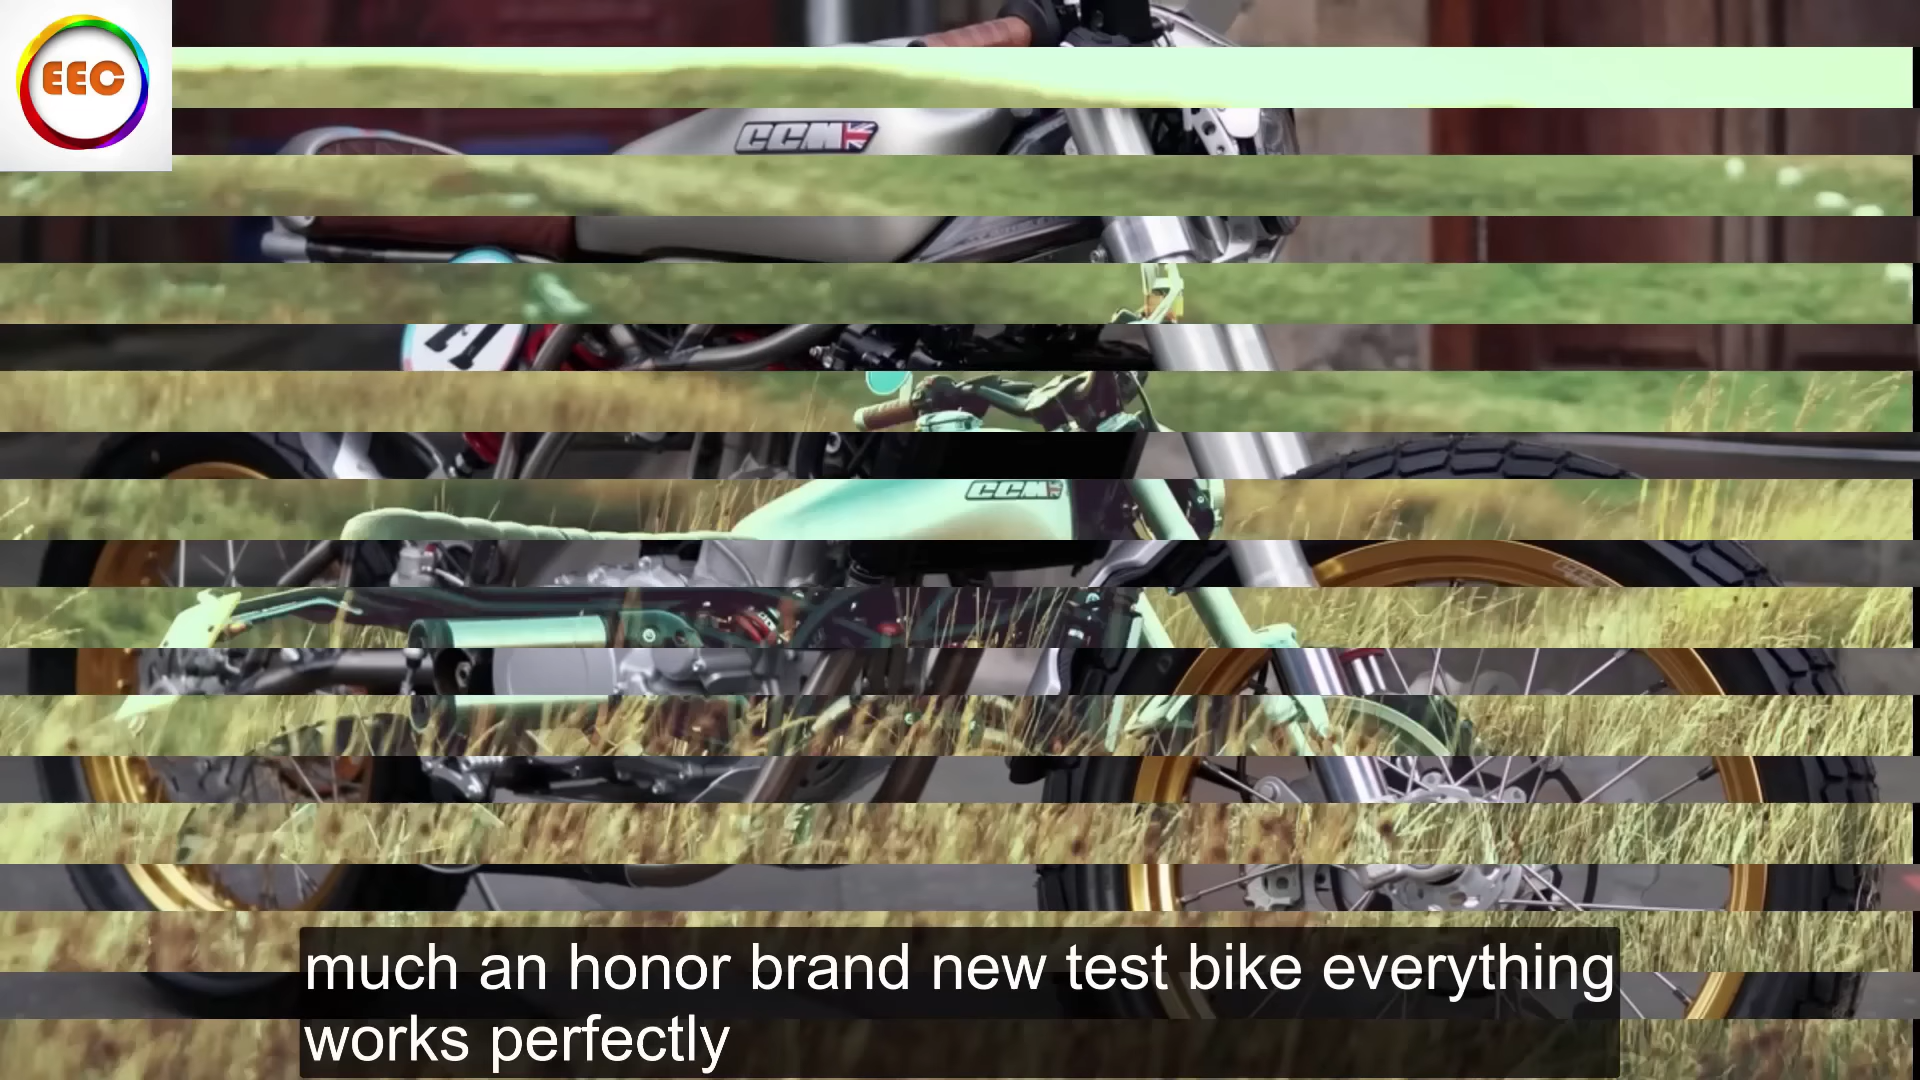 EEC
CCM
CCM
much an honor brand new test bike everything
works perfectly